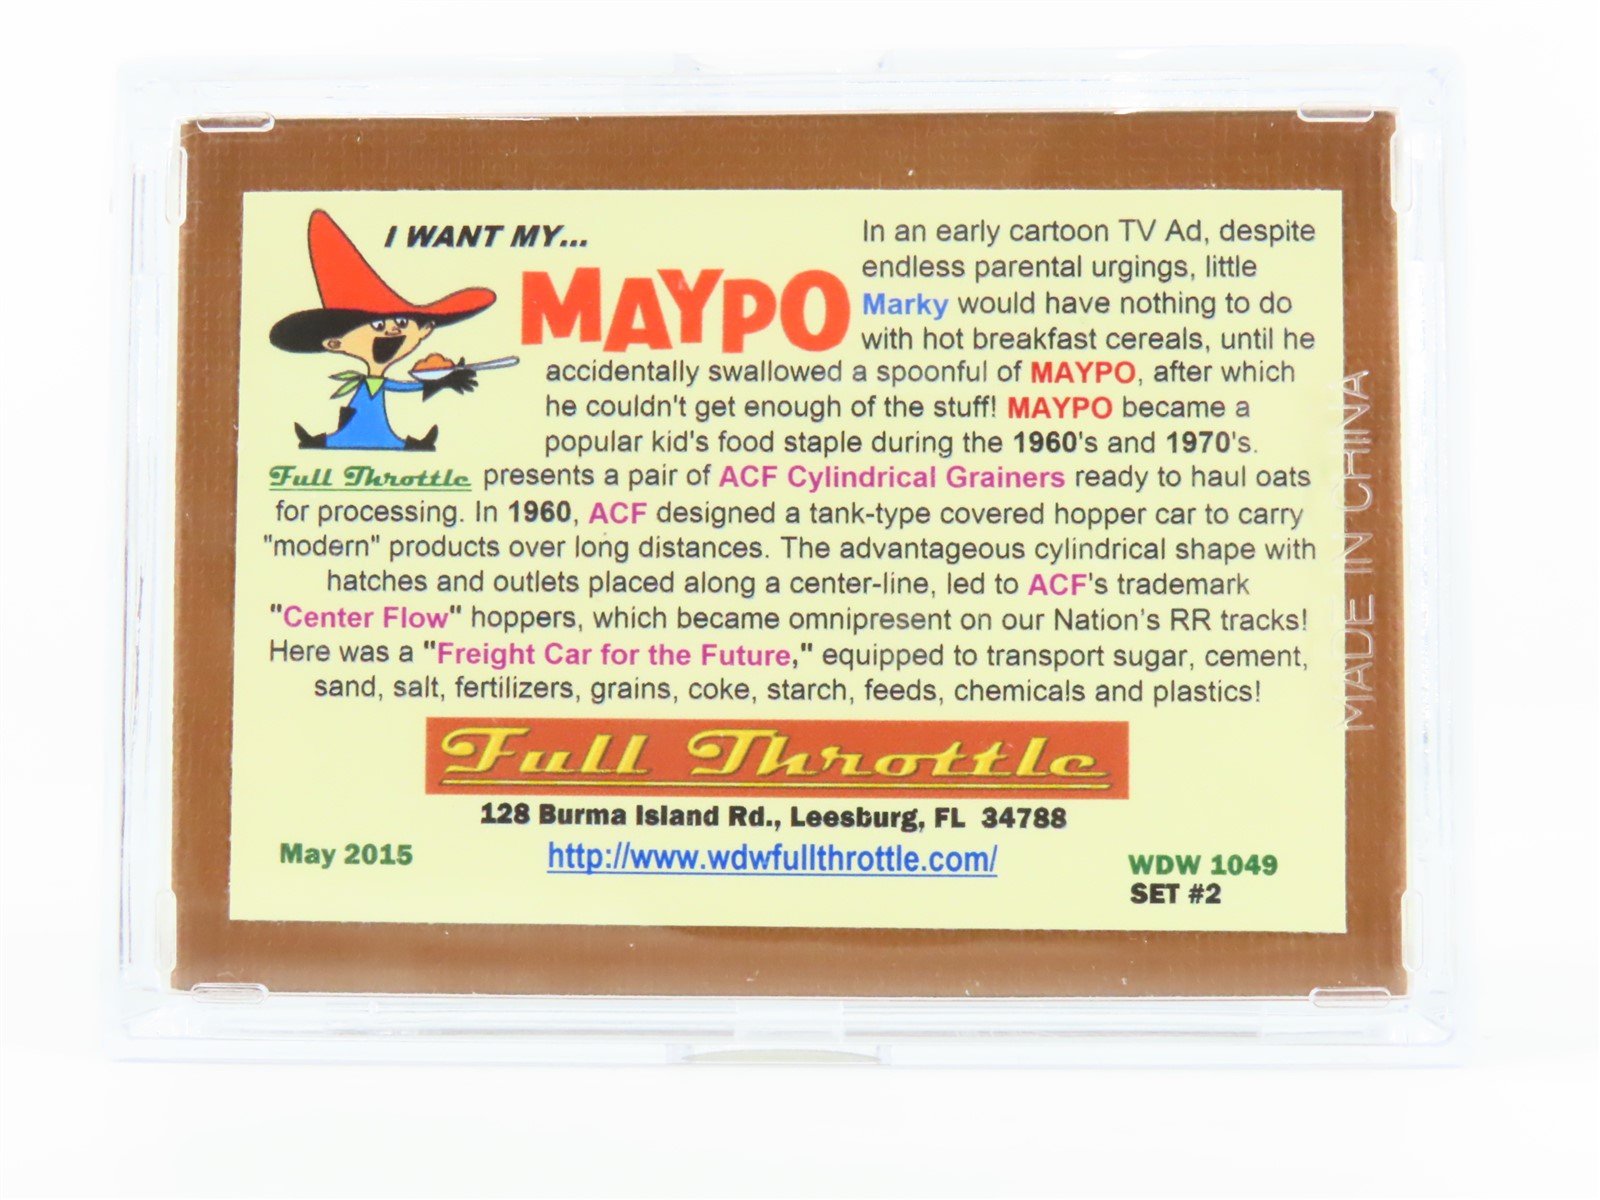 I WANT MY...
MAYPO
In an early cartoon TV Ad, despite
endless parental urgings, little
Marky would have nothing to do
with hot breakfast cereals, until he
accidentally swallowed a spoonful of MAYPO, after which
he couldn't get enough of the stuff! MAYPO became a
popular kid's food staple during the 1960's and 1970's.
Full Throttle presents a pair of ACF Cylindrical Grainers ready to haul oats
for processing. In 1960, ACF designed a tank-type covered hopper car to carry
"modern" products over long distances. The advantageous cylindrical shape with
hatches and outlets placed along a center-line, led to ACF's trademark
"Center Flow" hoppers, which became omnipresent on our Nation's RR tracks!
Here was a "Freight Car for the Future," equipped to transport sugar, cement,
sand, salt, fertilizers, grains, coke, starch, feeds, chemicals and plastics!
Full Throttle
128 Burma Island Rd., Leesburg, FL 34788
May 2015
http://www.wdwfullthrottle.com/
WDW 1049
SET #2
MADE IN CHINA